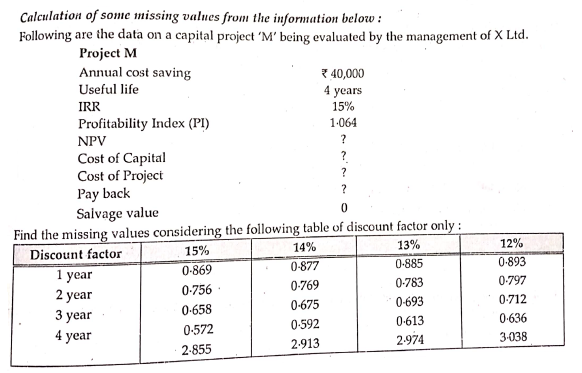 Calculation of some missing values from the information below :
Following are the data on a capital project 'M' being evaluated by the management of X Ltd.
Project M
Annual cost saving ₹ 40,000
Useful life 4 years
IRR 15%
Profitability Index (PI) 1·064
NPV ?
Cost of Capital ?
Cost of Project ?
Pay back ?
Salvage value 0
Find the missing values considering the following table of discount factor only :
Discount factor 15% 14% 13% 12%
1 year 0·869 0·877 0·885 0·893
2 year 0·756 0·769 0·783 0·797
3 year 0·658 0·675 0·693 0·712
4 year 0·572 0·592 0·613 0·636
2·855 2·913 2·974 3·038